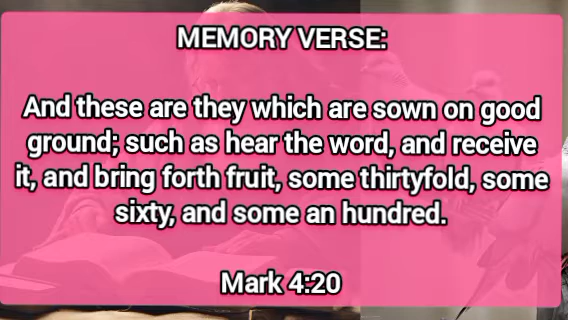 MEMORY VERSE:
And these are they which are sown on good
ground; such as hear the word, and receive
it, and bring forth fruit, some thirtyfold, some
sixty, and some an hundred.
Mark 4:20